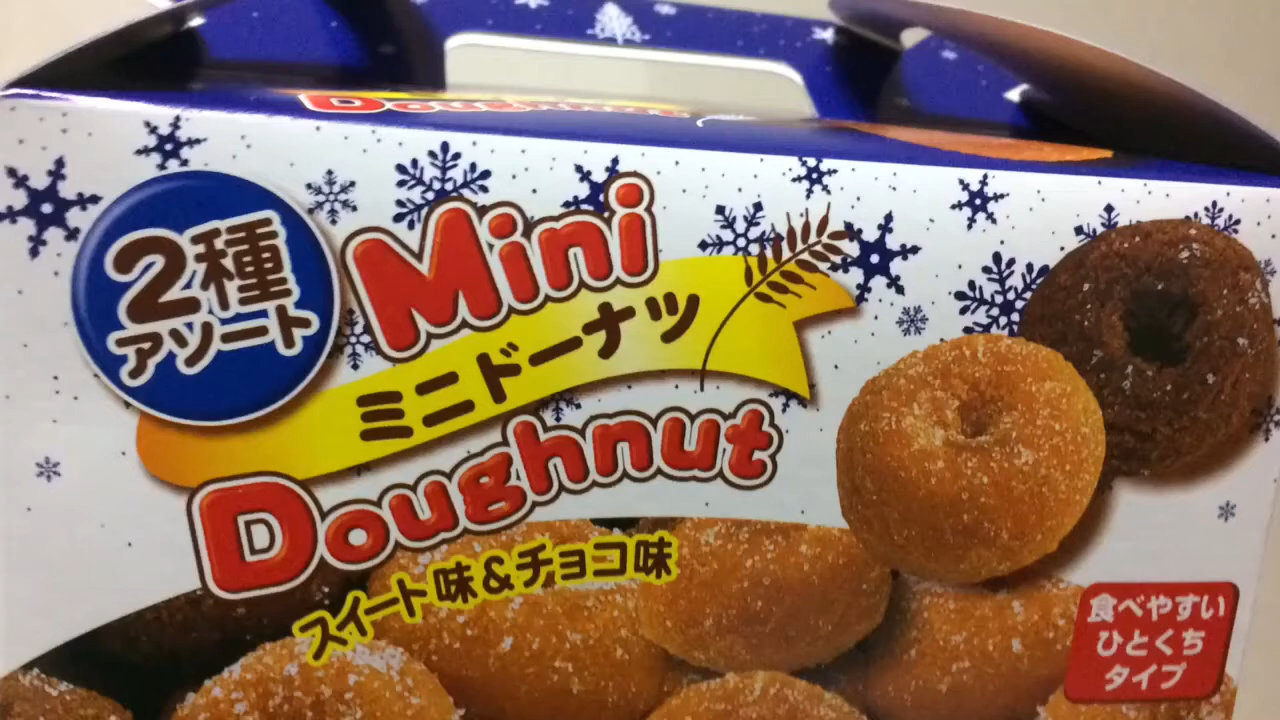 Doughnut
2種
アソート
Mini
ミニドーナツ
Doughnut
スイート味&チョコ味
食べやすい
ひとくち
タイプ